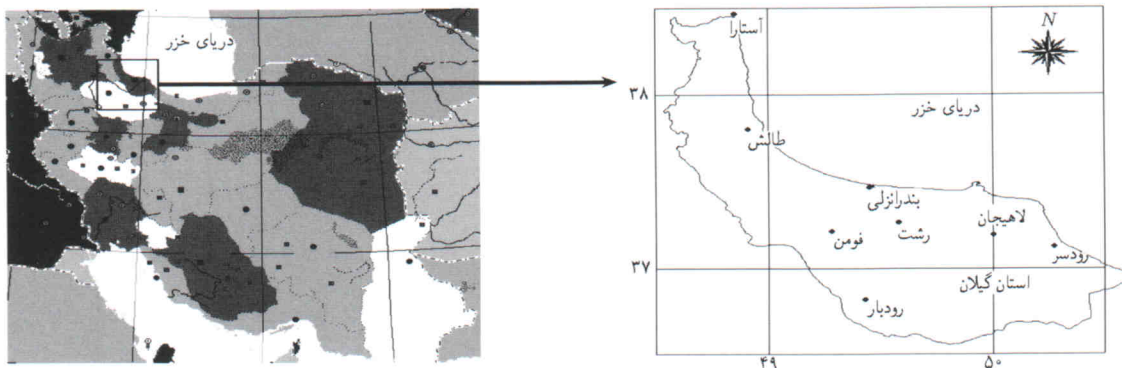 دریای خزر
N
آستارا
۳۸
دریای خزر
طالش
بندرانزلی
لاهیجان
رشت
فومن
رودسر
۳۷
استان گیلان
رودبار
۴۹
۵۰